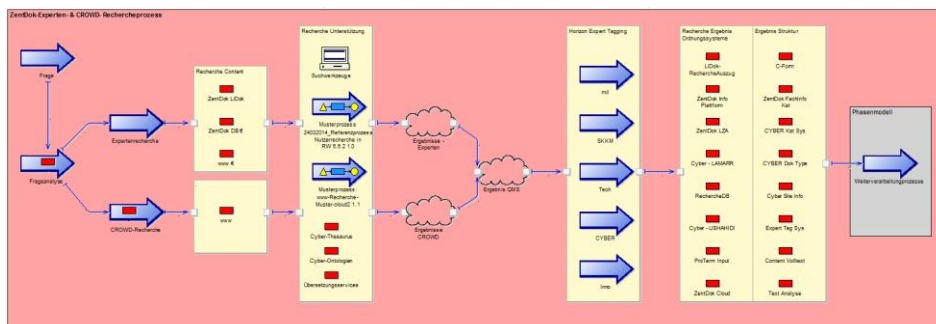 ZentDok-Experten- & CROWD- Rechercheprozess
Frage
Frageanalyse
Expertenrecherche
CROWD-Recherche
Recherche Content
ZentDok LiDok
ZentDok DB/E
www €
www
Recherche Unterstützung
Suchwerkzeuge
Musterprozess
24032014_Referenzprozess
Nutzerrecherche in
RW 6.6.2 1.0
Musterprozess
www-Recherche-
Muster-cloud2 1.1
Cyber-Thesaurus
Cyber-Ontologien
Übersetzungsservices
Ergebnisse -
Experten
Ergebnisse
CROWD
Ergebnis QMS
Horizon Expert Tagging
mil
SKKM
Tech
CYBER
Inno
Recherche Ergebnis
Ordnungssysteme
LiDok-
RechercheAuszug
ZentDok Info
Plattform
ZentDok LZA
Cyber - LAMARR
RechercheDB
Cyber - USHAHIDI
ProTerm Input
ZentDok Cloud
Ergebnis Struktur
C-Form
ZentDok Fachinfo
Kat
CYBER Kat Sys
CYBER Dok Type
Cyber Site Info
Expert Tag Sys
Content Volltext
Text Analyse
Phasenmodell
Weiterverarbeitungsprozesse